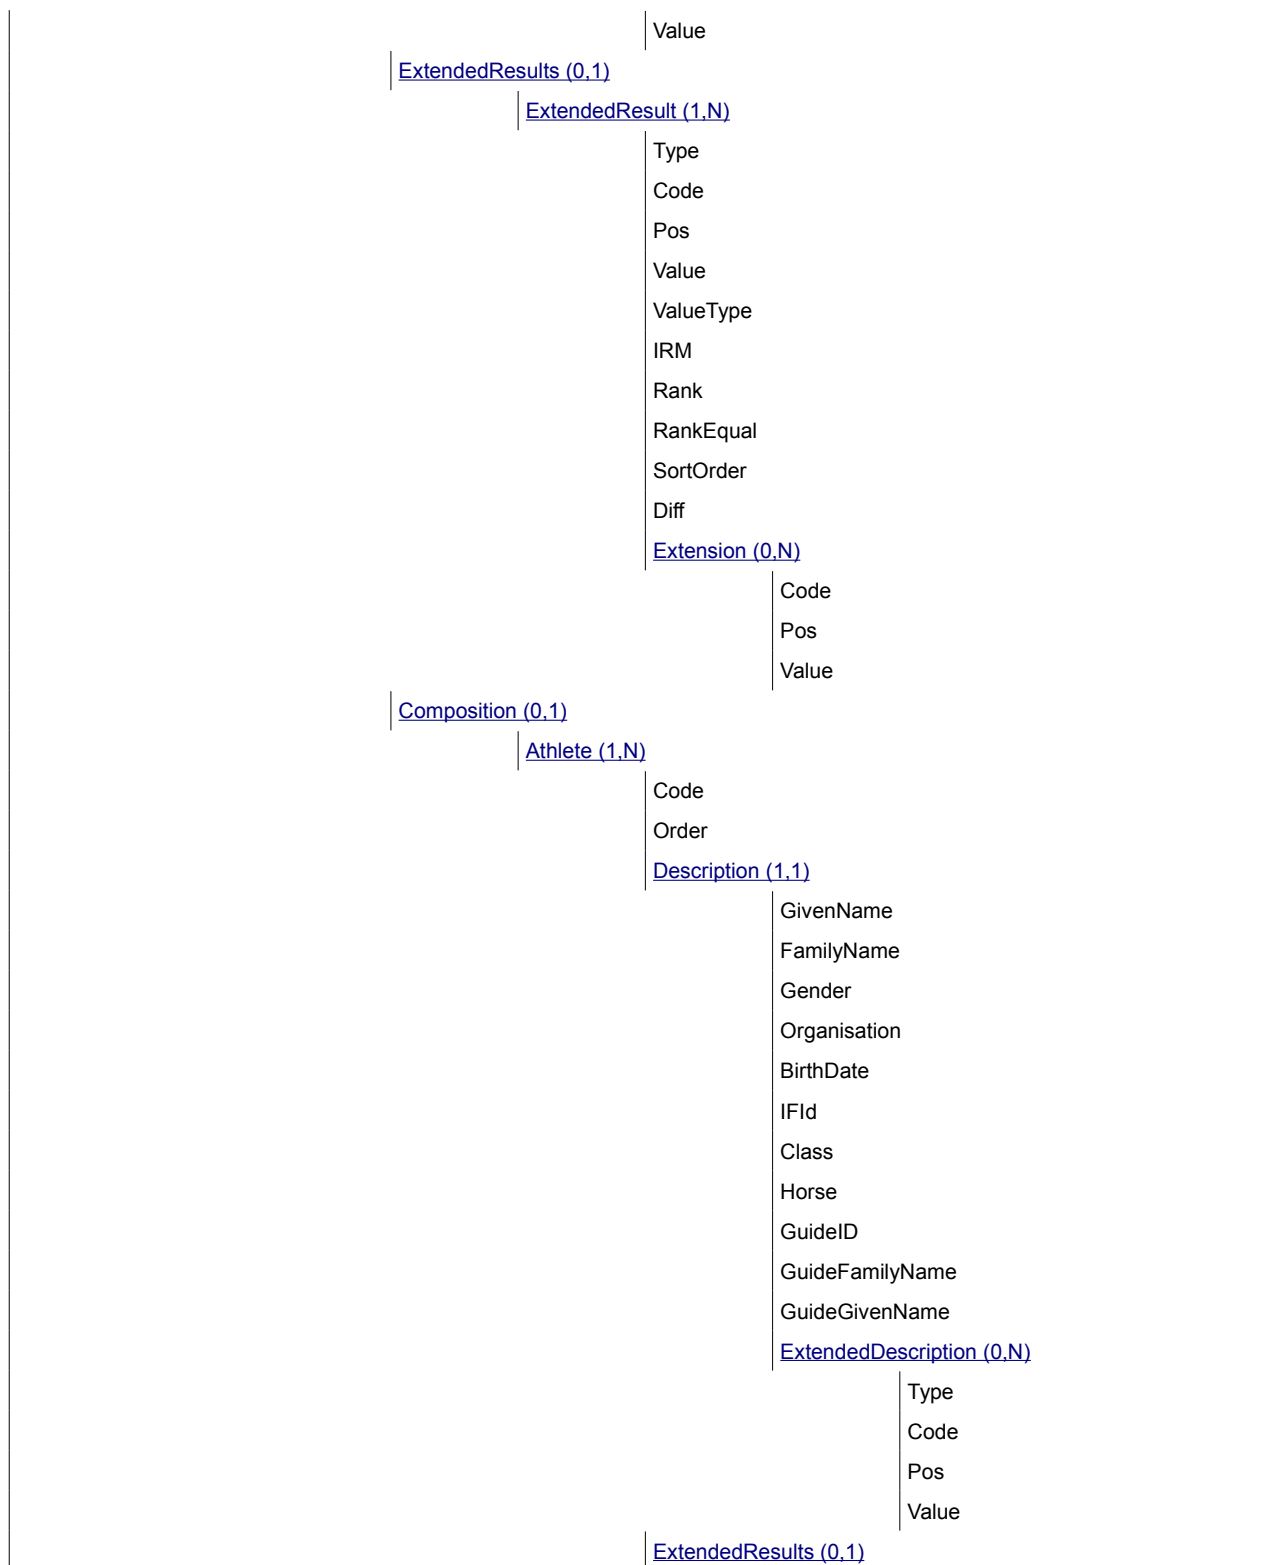 Value
ExtendedResults (0,1)
ExtendedResult (1,N)
Type
Code
Pos
Value
ValueType
IRM
Rank
RankEqual
SortOrder
Diff
Extension (0,N)
Code
Pos
Value
Composition (0,1)
Athlete (1,N)
Code
Order
Description (1,1)
GivenName
FamilyName
Gender
Organisation
BirthDate
IFId
Class
Horse
GuideID
GuideFamilyName
GuideGivenName
ExtendedDescription (0,N)
Type
Code
Pos
Value
ExtendedResults (0,1)